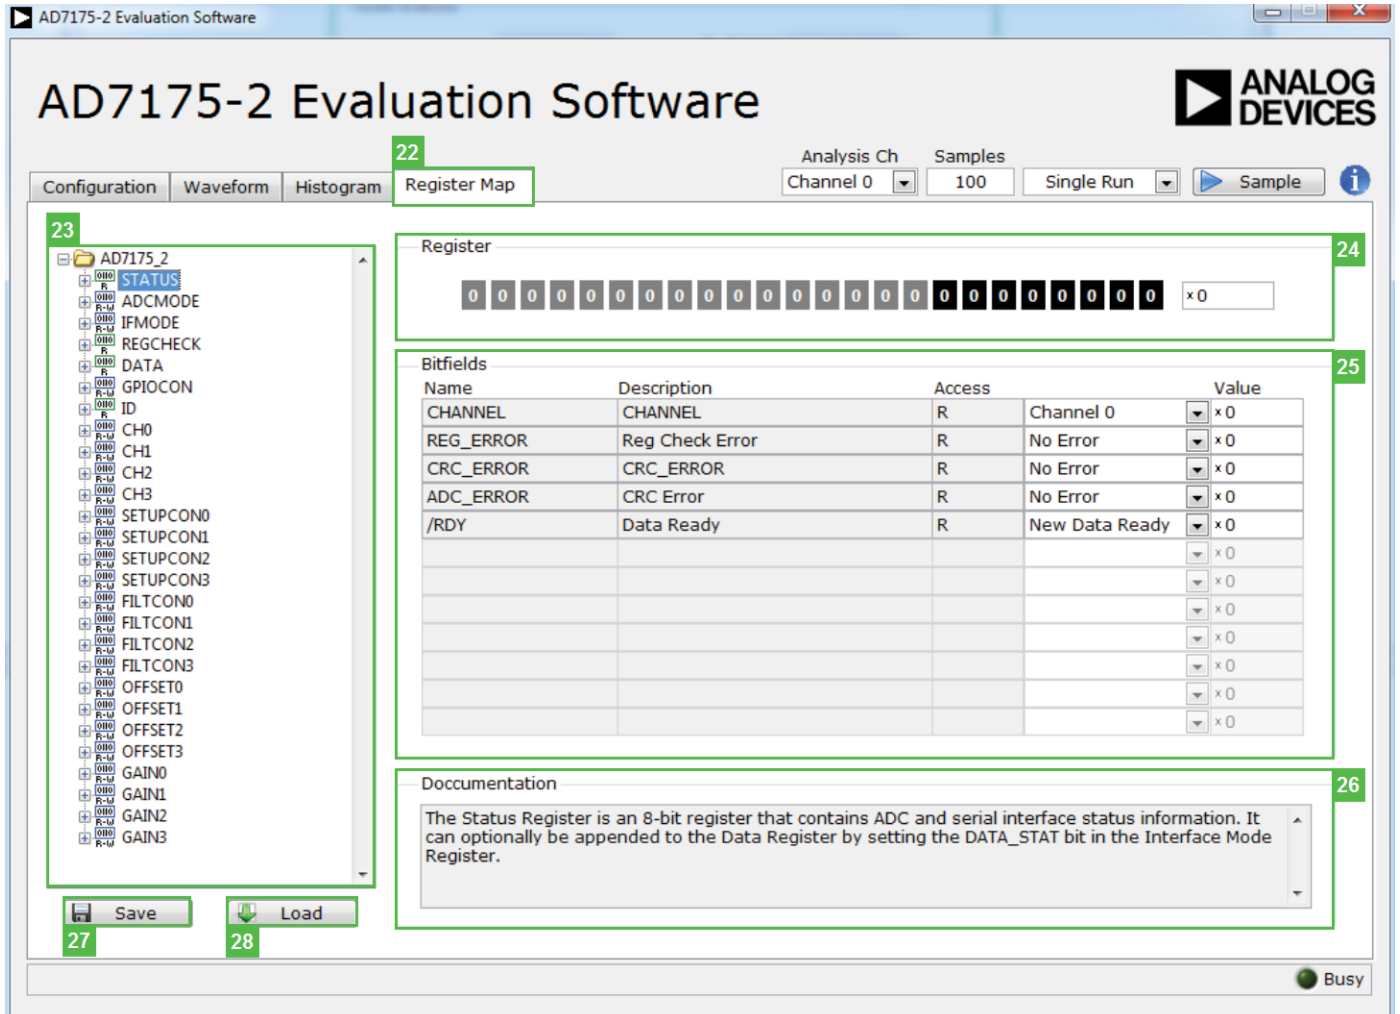 AD7175-2 Evaluation Software
AD7175-2 Evaluation Software
ANALOG
DEVICES
22
Analysis Ch
Samples
Configuration
Waveform
Histogram
Register Map
Channel 0
100
Single Run
Sample
i
23
AD7175_2
STATUS
ADCMODE
IFMODE
REGCHECK
DATA
GPIOCON
ID
CH0
CH1
CH2
CH3
SETUPCON0
SETUPCON1
SETUPCON2
SETUPCON3
FILTCON0
FILTCON1
FILTCON2
FILTCON3
OFFSET0
OFFSET1
OFFSET2
OFFSET3
GAIN0
GAIN1
GAIN2
GAIN3
Save
27
Load
28
Register
24
0 0 0 0 0 0 0 0 0 0 0 0 0 0 0 0 0 0 0 0 0 0 0 0 x 0
Bitfields
25
Name Description Access Value
CHANNEL CHANNEL R Channel 0 x 0
REG_ERROR Reg Check Error R No Error x 0
CRC_ERROR CRC_ERROR R No Error x 0
ADC_ERROR CRC Error R No Error x 0
/RDY Data Ready R New Data Ready x 0
x 0
x 0
x 0
x 0
x 0
x 0
x 0
Doccumentation
26
The Status Register is an 8-bit register that contains ADC and serial interface status information. It
can optionally be appended to the Data Register by setting the DATA_STAT bit in the Interface Mode
Register.
Busy